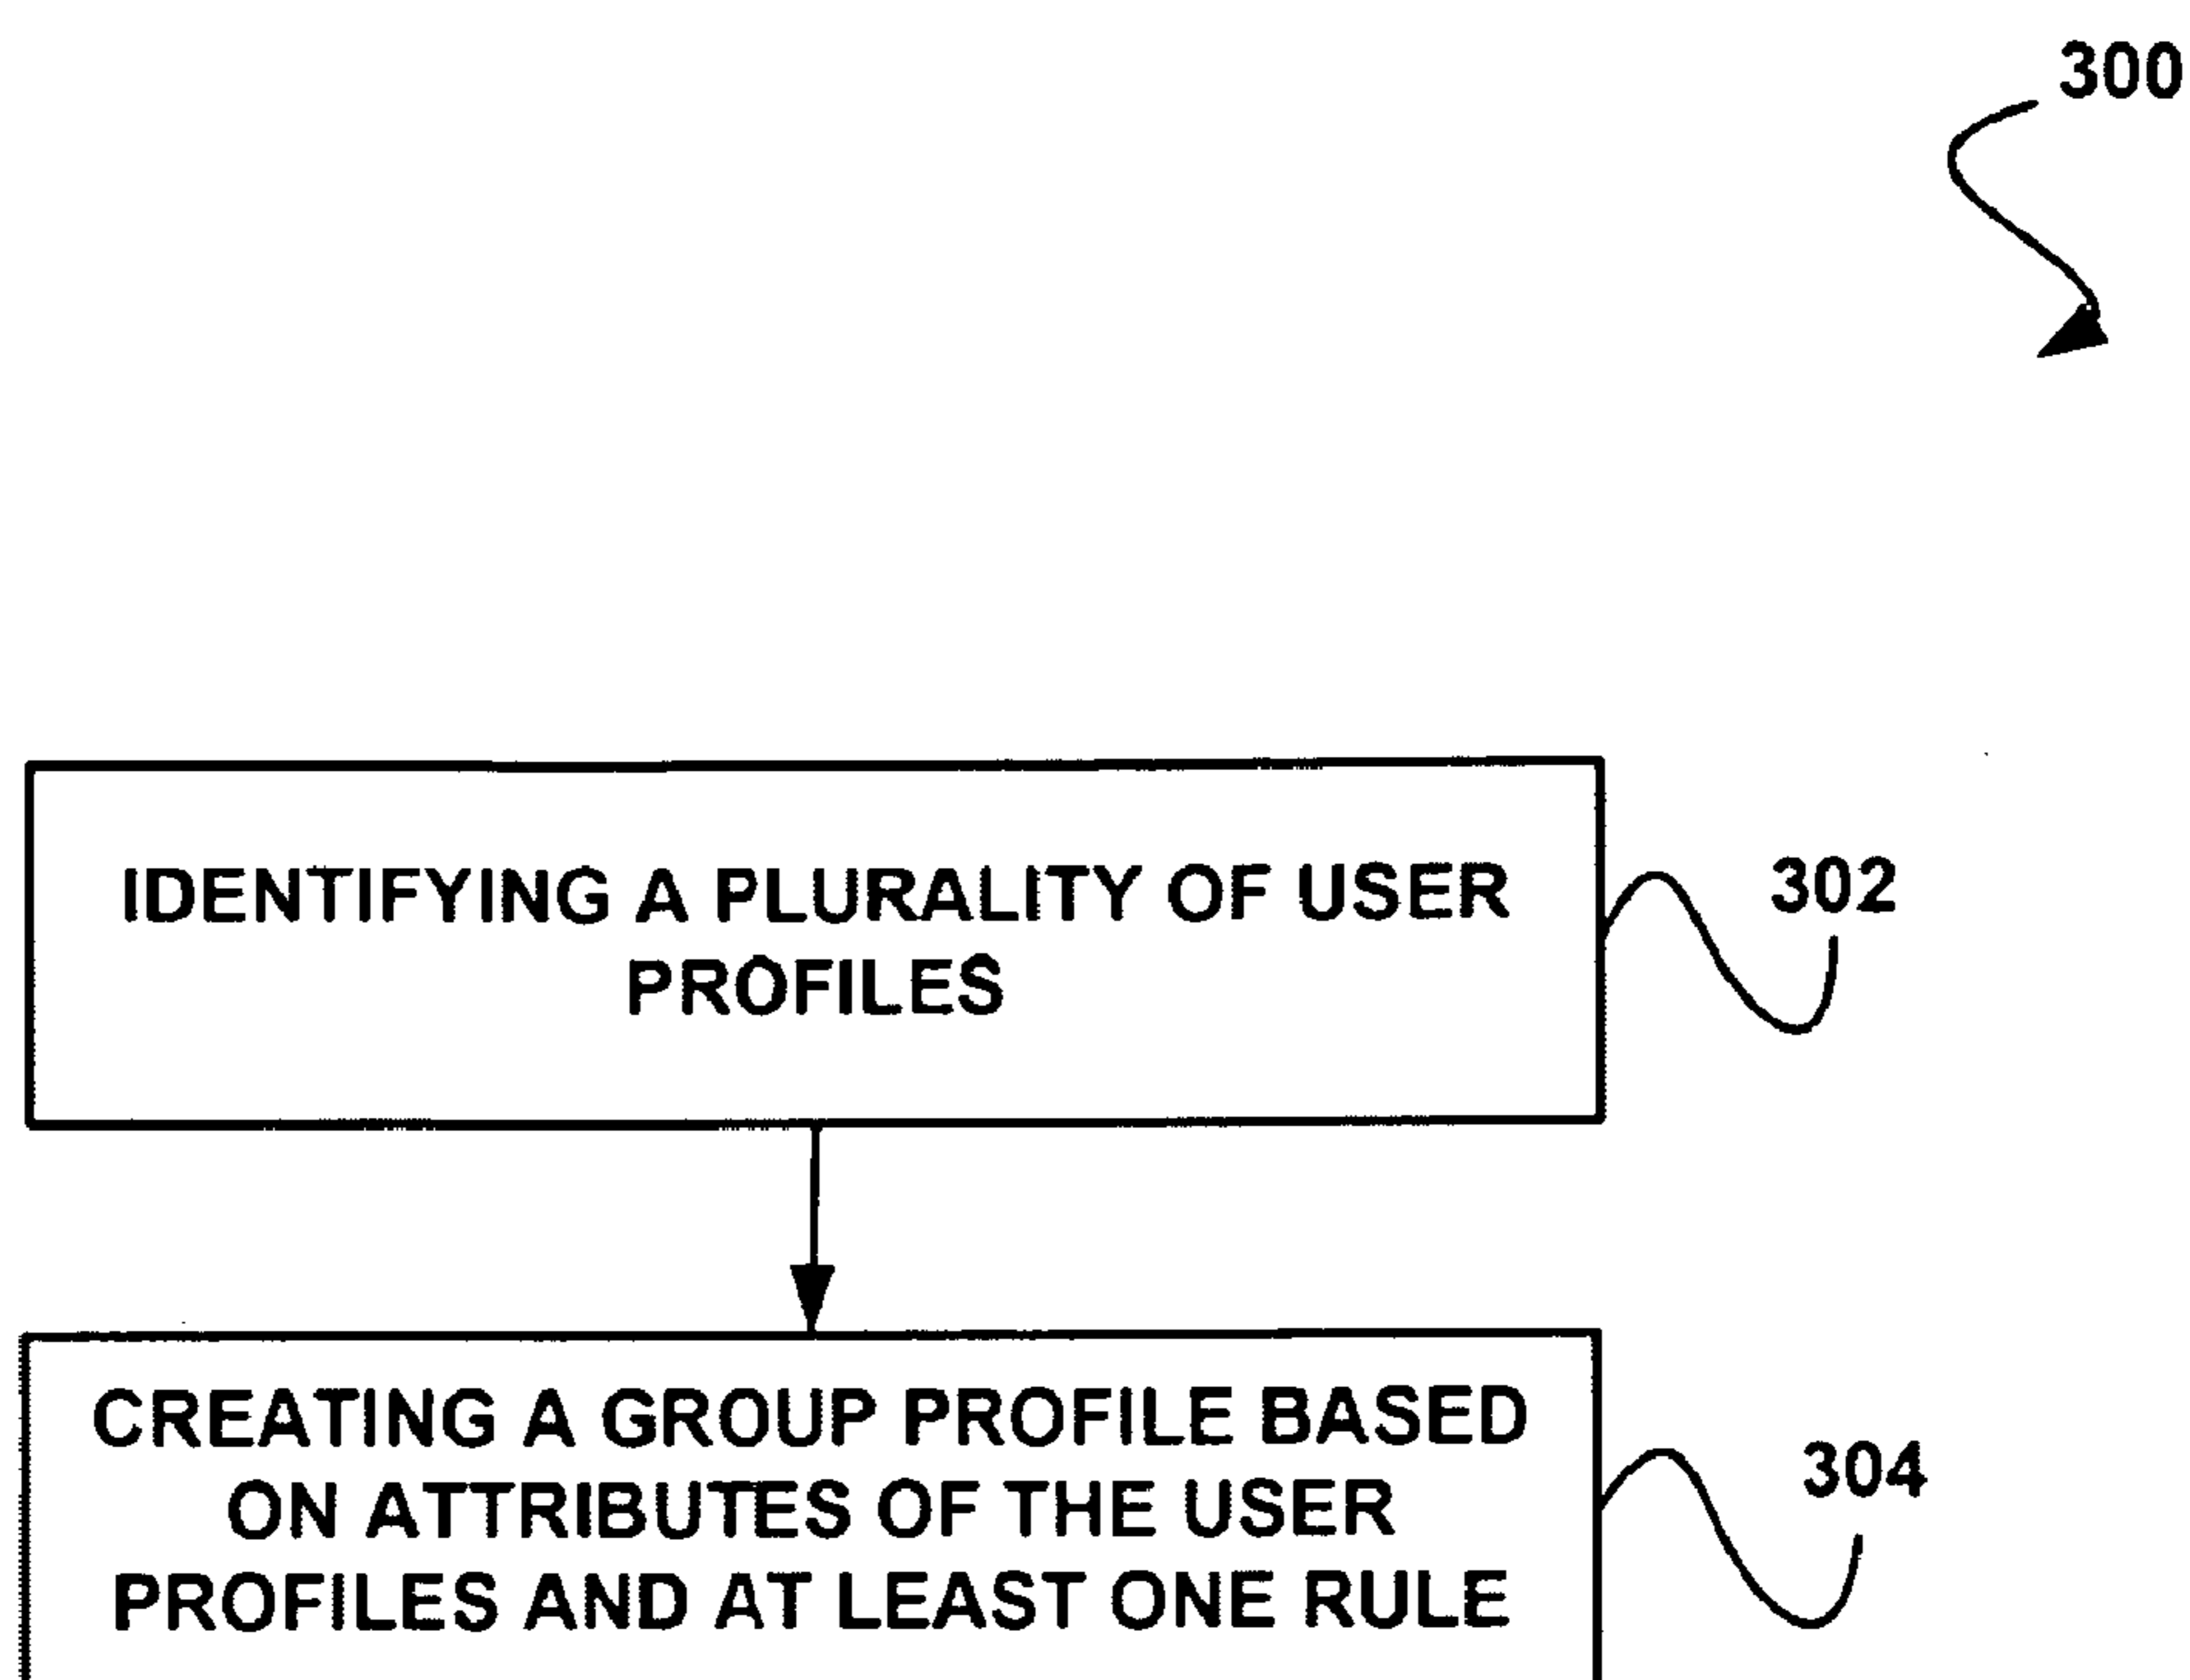 300
IDENTIFYING A PLURALITY OF USER
PROFILES
302
CREATING A GROUP PROFILE BASED
ON ATTRIBUTES OF THE USER
PROFILES AND AT LEAST ONE RULE
304